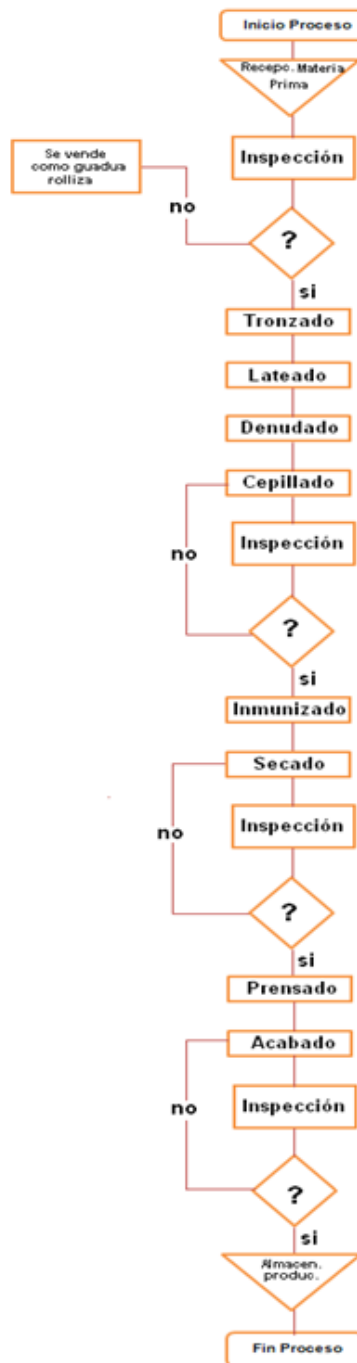 Inicio Proceso
Recepc. Materia
Prima
Inspección
Se vende
como guadua
rolliza
no
?
si
Tronzado
Lateado
Denudado
Cepillado
Inspección
no
?
si
Inmunizado
Secado
Inspección
no
?
si
Prensado
Acabado
Inspección
no
?
si
Almacen.
produc.
Fin Proceso